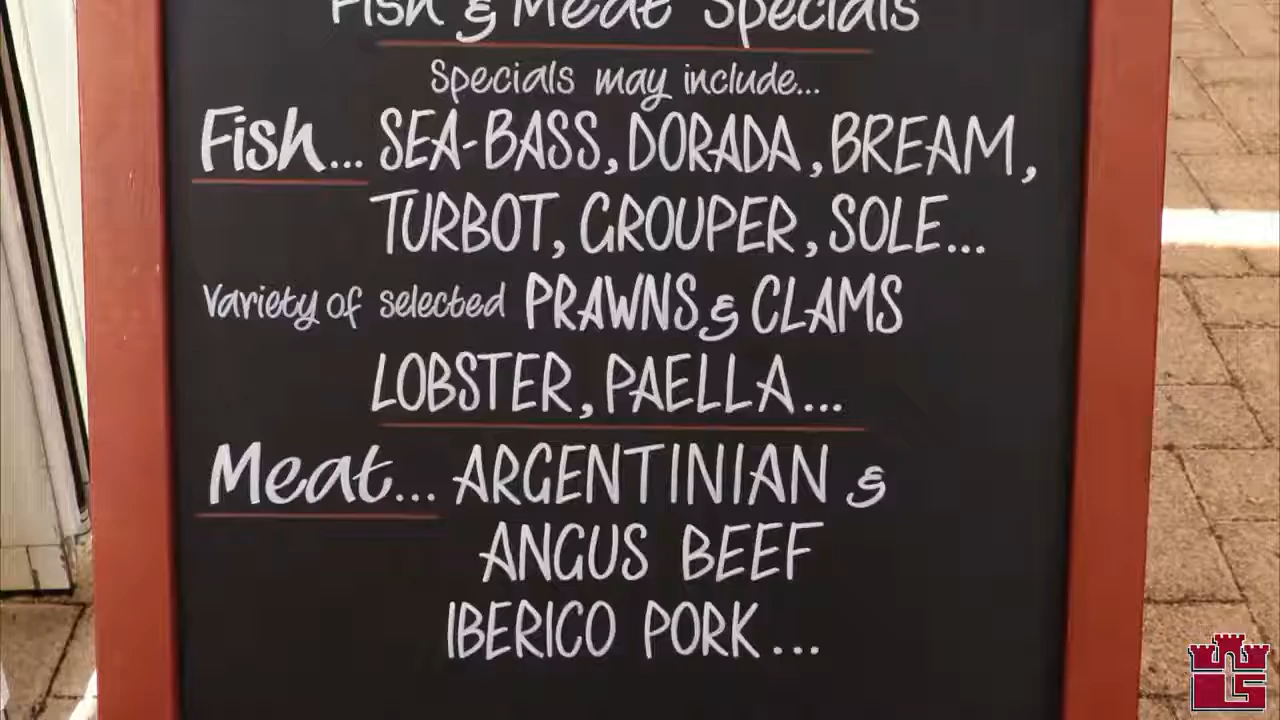 Fish & Meat Specials
Specials may include...
Fish... SEA-BASS, DORADA, BREAM,
TURBOT, GROUPER, SOLE...
Variety of selected PRAWNS & CLAMS
LOBSTER, PAELLA...
Meat... ARGENTINIAN &
ANGUS BEEF
IBERICO PORK...